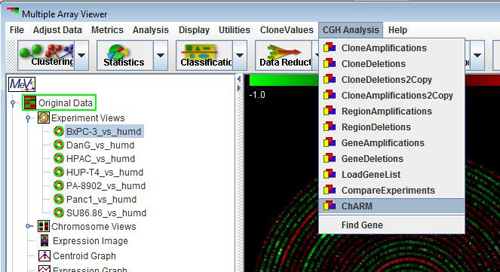 Multiple Array Viewer
File Adjust Data Metrics Analysis Display Utilities CloneValues CGH Analysis Help
Clustering Statistics Classificati Data Reduct
CloneAmplifications
CloneDeletions
CloneDeletions2Copy
CloneAmplifications2Copy
RegionAmplifications
RegionDeletions
GeneAmplifications
GeneDeletions
LoadGeneList
CompareExperiments
ChARM
Find Gene
MeV
-1.0
Original Data
Experiment Views
BxPC-3_vs_humd
DanG_vs_humd
HPAC_vs_humd
HUP-T4_vs_humd
PA-8902_vs_humd
Panc1_vs_humd
SU86.86_vs_humd
Chromosome Views
Expression Image
Centroid Graph
Expression Graph